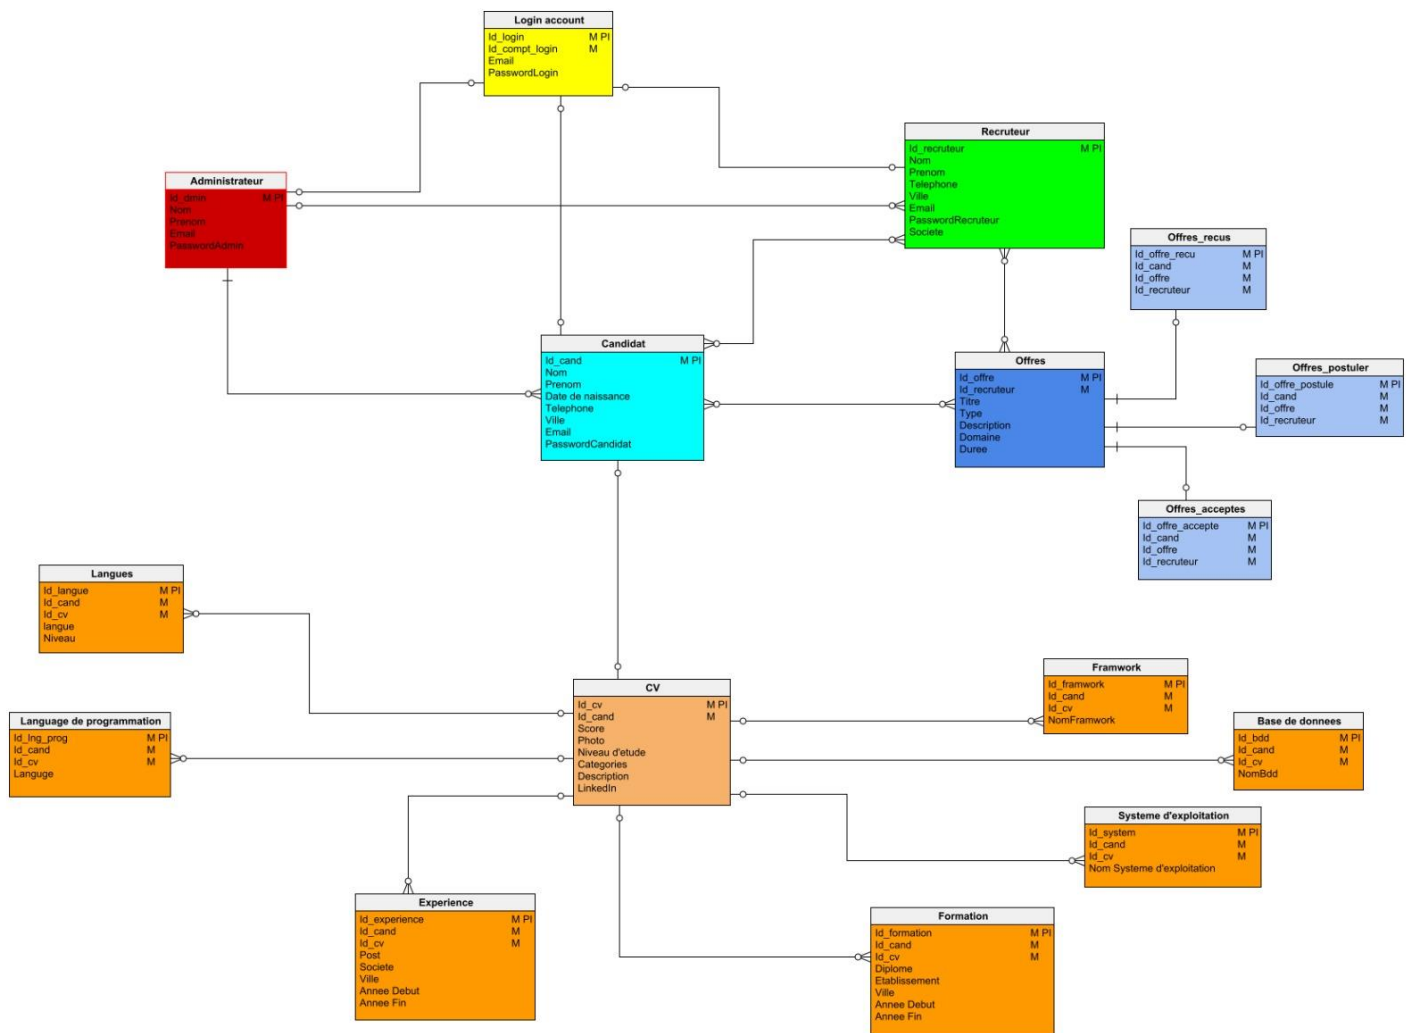 Login account
Id_login M PI
Id_compt_login M
Email
PasswordLogin
Recruteur
Id_recruteur M PI
Nom
Prenom
Telephone
Ville
Email
PasswordRecruteur
Societe
Administrateur
Id_dmin M PI
Nom
Prenom
Email
PasswordAdmin
Offres_recus
Id_offre_recu M PI
Id_cand M
Id_offre M
Id_recruteur M
Candidat
Id_cand M PI
Nom
Prenom
Date de naissance
Telephone
Ville
Email
PasswordCandidat
Offres
Id_offre M PI
Id_recruteur M
Titre
Type
Description
Domaine
Duree
Offres_postuler
Id_offre_postule M PI
Id_cand M
Id_offre M
Id_recruteur M
Offres_acceptes
Id_offre_accepte M PI
Id_cand M
Id_offre M
Id_recruteur M
Langues
Id_langue M PI
Id_cand M
Id_cv M
langue
Niveau
CV
Id_cv M PI
Id_cand M
Score
Photo
Niveau d'etude
Categories
Description
LinkedIn
Framwork
Id_framwork M PI
Id_cand M
Id_cv M
NomFramwork
Language de programmation
Id_lng_prog M PI
Id_cand M
Id_cv M
Languge
Base de donnees
Id_bdd M PI
Id_cand M
Id_cv M
NomBdd
Systeme d'exploitation
Id_system M PI
Id_cand M
Id_cv M
Nom Systeme d'exploitation
Experience
Id_experience M PI
Id_cand M
Id_cv M
Post
Societe
Ville
Annee Debut
Annee Fin
Formation
Id_formation M PI
Id_cand M
Id_cv M
Diplome
Etablissement
Ville
Annee Debut
Annee Fin